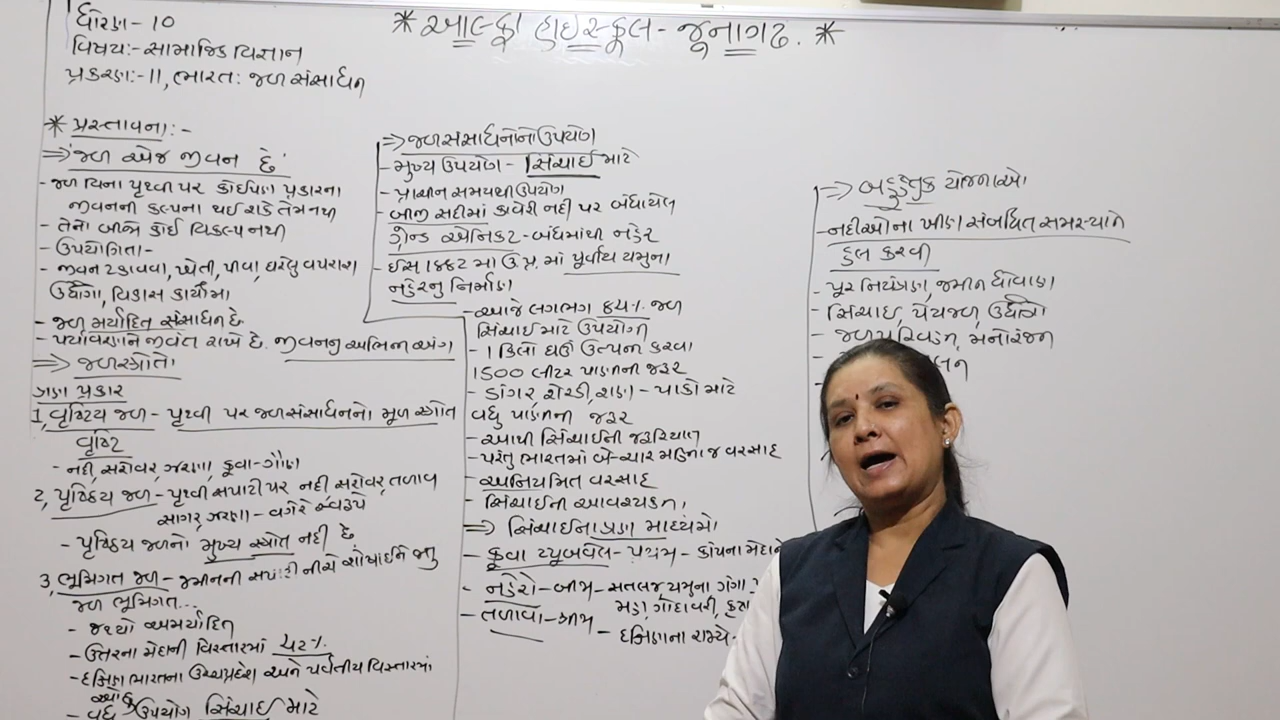 ધોરણ - 10
વિષય:- સામાજિક વિજ્ઞાન
પ્રકરણ:- 11, ભારત: જળ સંસાધન
* આલ્ફા હાઇસ્કૂલ - જૂનાગઢ. *
* પ્રસ્તાવના:-
⇒ 'જળ એજ જીવન છે'
- જળ વિના પૃથ્વી પર કોઈપણ પ્રકારના
જીવનની કલ્પના થઈ શકે તેમ નથી
- તેનો બીજો કોઈ વિકલ્પ નથી
- ઉપયોગિતા-
- જીવન ટકાવવા, ખેતી, પીવા, ઘરેલુ વપરાશ
ઉદ્યોગો, વિકાસ કાર્યોમાં
- જળ મર્યાદિત સંસાધન છે
- પર્યાવરણને જીવંત રાખે છે. જીવનનું અભિન્ન અંગ
⇒ જળસ્ત્રોતો
ત્રણ પ્રકાર
1, વૃષ્ટિય જળ - પૃથ્વી પર જળસંસાધનનો મૂળ સ્ત્રોત
વૃષ્ટિ
- નદી, સરોવર, ઝરણા, કૂવા-ગૌણ
2, પૃષ્ઠિય જળ - પૃથ્વી સપાટી પર નદી સરોવર, તળાવ
સાગર, ઝરણા - વગેરે સ્વરૂપે
- પૃષ્ઠિય જળનો મુખ્ય સ્ત્રોત નદી છે
3, ભૂમિગત જળ - જમીનની સપાટી નીચે શોષાઈને જતુ
જળ ભૂમિગત...
- જથ્થો અમર્યાદિત
- ઉત્તરના મેદાની વિસ્તારમાં ૪૨%
- દક્ષિણ ભારતના ઉચ્ચપ્રદેશ અને પર્વતીય વિસ્તારમાં
- વધુ ઉપયોગ સિંચાઈ માટે
⇒ જળસંસાધનોનો ઉપયોગ
- મુખ્ય ઉપયોગ - સિંચાઈ માટે
- પ્રાચીન સમયથી ઉપયોગ
- બીજી સદીમાં કાવેરી નદી પર બંધાયેલ
ગ્રેન્ડ એનિકટ - બંધમાંથી નહેર
- ઈસ 1882 મા ઉ.પ્ર. માં પૂર્વીય યમુના
નહેરનું નિર્માણ
- આજે લગભગ ૮૪% જળ
સિંચાઈ માટે ઉપયોગી
- 1 કિલો ઘઉં ઉત્પન્ન કરવા
1500 લીટર પાણીની જરૂર
- ડાંગર, શેરડી, શણ - પાકો માટે
વધુ પાણીની જરૂર
- આથી સિંચાઈની જરૂરિયાત
- પરંતુ ભારતમાં બે-ચાર મહિના જ વરસાદ
- અનિયમિત વરસાદ
- સિંચાઈની આવશ્યકતા
⇒ સિંચાઈના ત્રણ માધ્યમો
- કૂવા ટ્યૂબવેલ - પ્રથમ - કાંપના મેદાનો
- નહેરો - બીજુ - સતલજ, યમુના ગંગા
મહા, ગોદાવરી,
- તળાવો - ત્રીજુ
- દક્ષિણના રાજ્યો
⇒ બહુહેતુક યોજનાઓ
- નદીઓના ખીણ સંબંધિત સમસ્યાને
હલ કરવી
- પૂર નિયંત્રણ, જમીન ધોવાણ
- સિંચાઈ, પેયજળ, ઉદ્યોગો
- જળપરિવહન, મનોરંજન